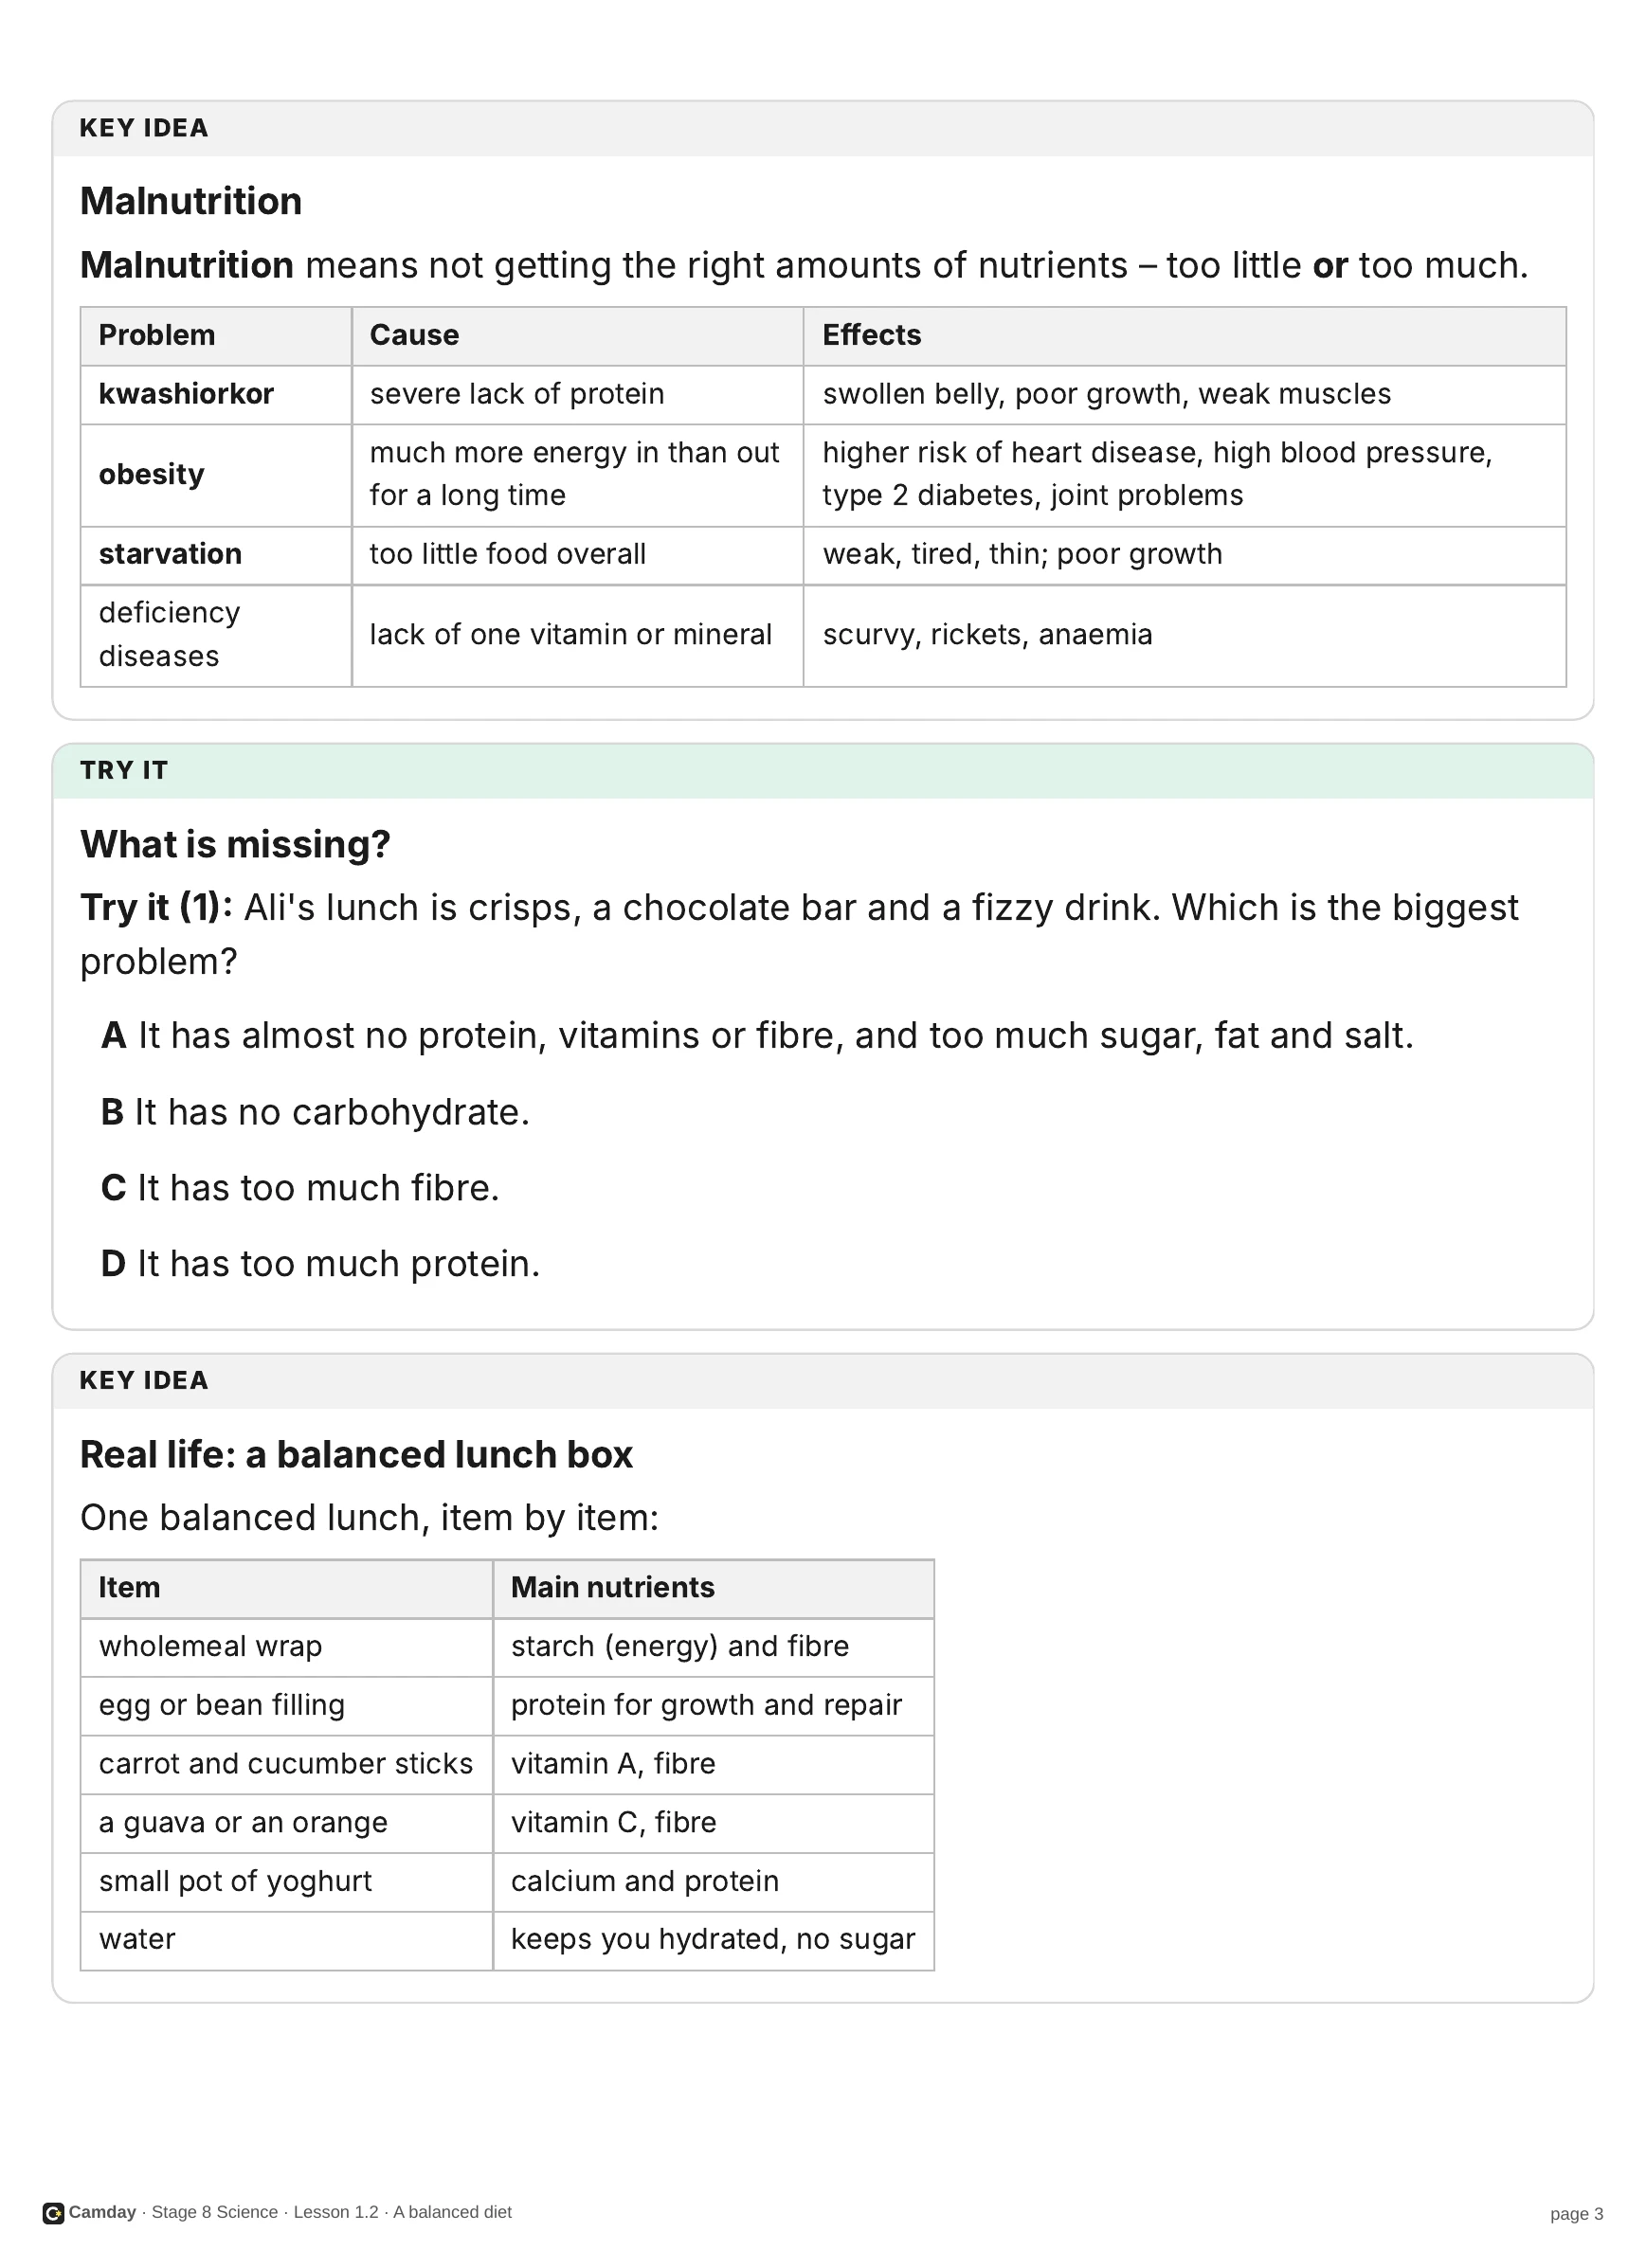 KEY IDEA
Malnutrition
Malnutrition means not getting the right amounts of nutrients – too little or too much.
Problem Cause Effects
kwashiorkor severe lack of protein swollen belly, poor growth, weak muscles
obesity much more energy in than out for a long time higher risk of heart disease, high blood pressure, type 2 diabetes, joint problems
starvation too little food overall weak, tired, thin; poor growth
deficiency diseases lack of one vitamin or mineral scurvy, rickets, anaemia
TRY IT
What is missing?
Try it (1): Ali's lunch is crisps, a chocolate bar and a fizzy drink. Which is the biggest
problem?
A It has almost no protein, vitamins or fibre, and too much sugar, fat and salt.
B It has no carbohydrate.
C It has too much fibre.
D It has too much protein.
KEY IDEA
Real life: a balanced lunch box
One balanced lunch, item by item:
Item Main nutrients
wholemeal wrap starch (energy) and fibre
egg or bean filling protein for growth and repair
carrot and cucumber sticks vitamin A, fibre
a guava or an orange vitamin C, fibre
small pot of yoghurt calcium and protein
water keeps you hydrated, no sugar
Camday · Stage 8 Science · Lesson 1.2 · A balanced diet page 3